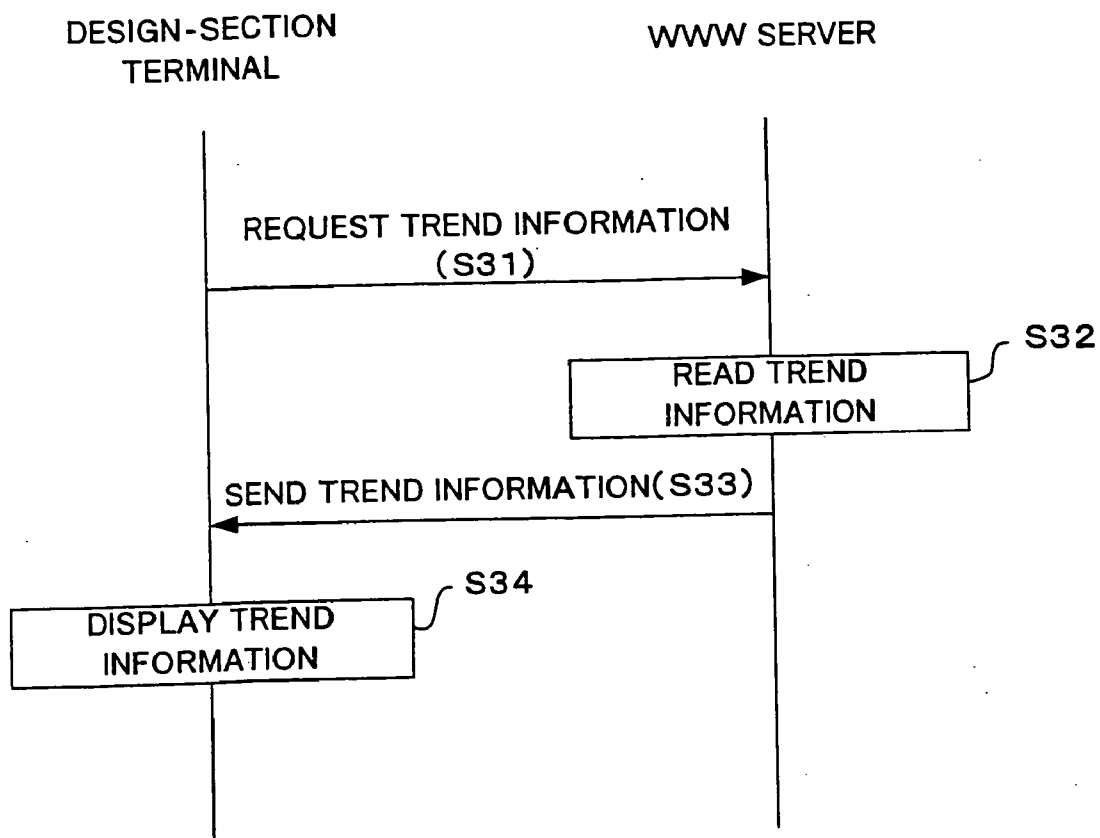 DESIGN-SECTION
TERMINAL
WWW SERVER
REQUEST TREND INFORMATION
(S31)
S32
READ TREND
INFORMATION
SEND TREND INFORMATION(S33)
S34
DISPLAY TREND
INFORMATION